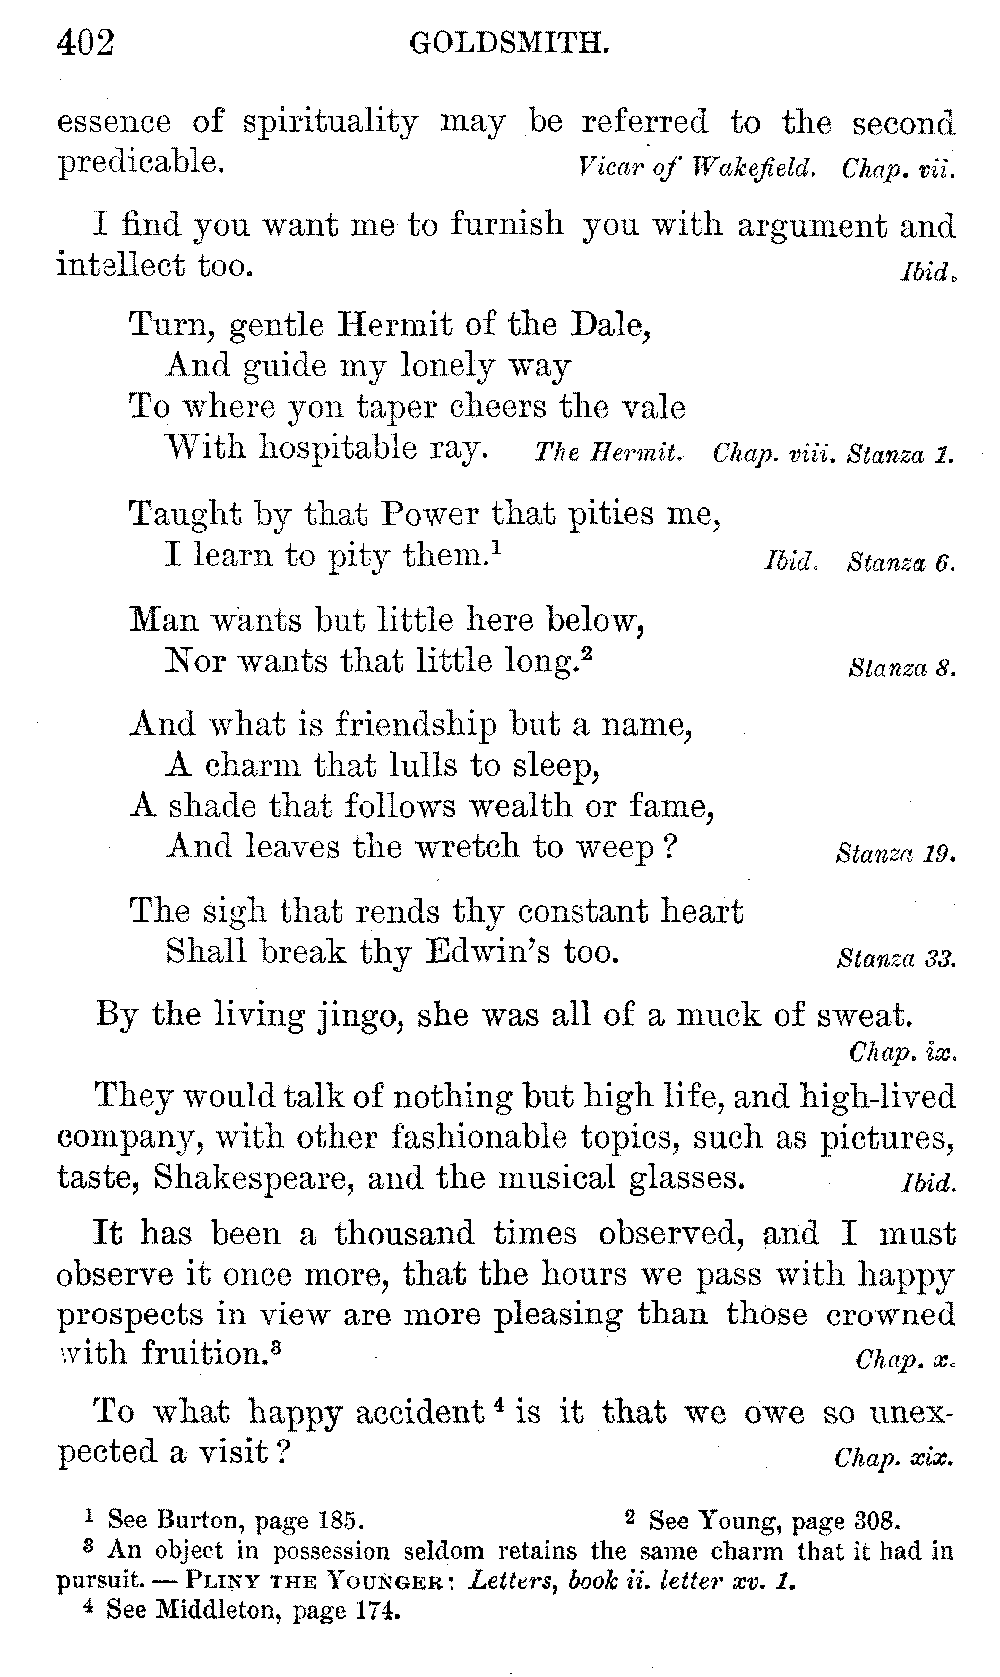 402 GOLDSMITH.
essence of spirituality may be referred to the second
predicable. Vicar of Wakefield. Chap. vii.
I find you want me to furnish you with argument and
intellect too. Ibid.
Turn, gentle Hermit of the Dale,
And guide my lonely way
To where yon taper cheers the vale
With hospitable ray. The Hermit. Chap. viii. Stanza 1.
Taught by that Power that pities me,
I learn to pity them.¹ Ibid. Stanza 6.
Man wants but little here below,
Nor wants that little long.² Stanza 8.
And what is friendship but a name,
A charm that lulls to sleep,
A shade that follows wealth or fame,
And leaves the wretch to weep? Stanza 19.
The sigh that rends thy constant heart
Shall break thy Edwin's too. Stanza 33.
By the living jingo, she was all of a muck of sweat.
Chap. ix.
They would talk of nothing but high life, and high-lived
company, with other fashionable topics, such as pictures,
taste, Shakespeare, and the musical glasses. Ibid.
It has been a thousand times observed, and I must
observe it once more, that the hours we pass with happy
prospects in view are more pleasing than those crowned
with fruition.³ Chap. x.
To what happy accident ⁴ is it that we owe so unex-
pected a visit? Chap. xix.
¹ See Burton, page 185. ² See Young, page 308.
³ An object in possession seldom retains the same charm that it had in
pursuit. — PLINY THE YOUNGER: Letters, book ii. letter xv. 1.
⁴ See Middleton, page 174.